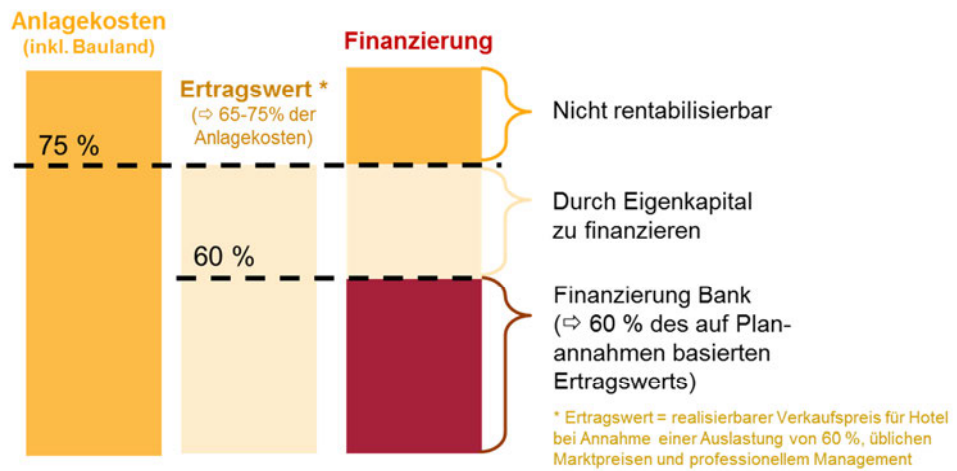 Anlagekosten
(inkl. Bauland)
Finanzierung
Ertragswert *
(⇨ 65-75% der
Anlagekosten)
75 %
60 %
Nicht rentabilisierbar
Durch Eigenkapital
zu finanzieren
Finanzierung Bank
(⇨ 60 % des auf Plan-
annahmen basierten
Ertragswerts)
* Ertragswert = realisierbarer Verkaufspreis für Hotel
bei Annahme einer Auslastung von 60 %, üblichen
Marktpreisen und professionellem Management